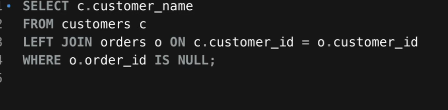 SELECT c.customer_name
FROM customers c
LEFT JOIN orders o ON c.customer_id = o.customer_id
WHERE o.order_id IS NULL;